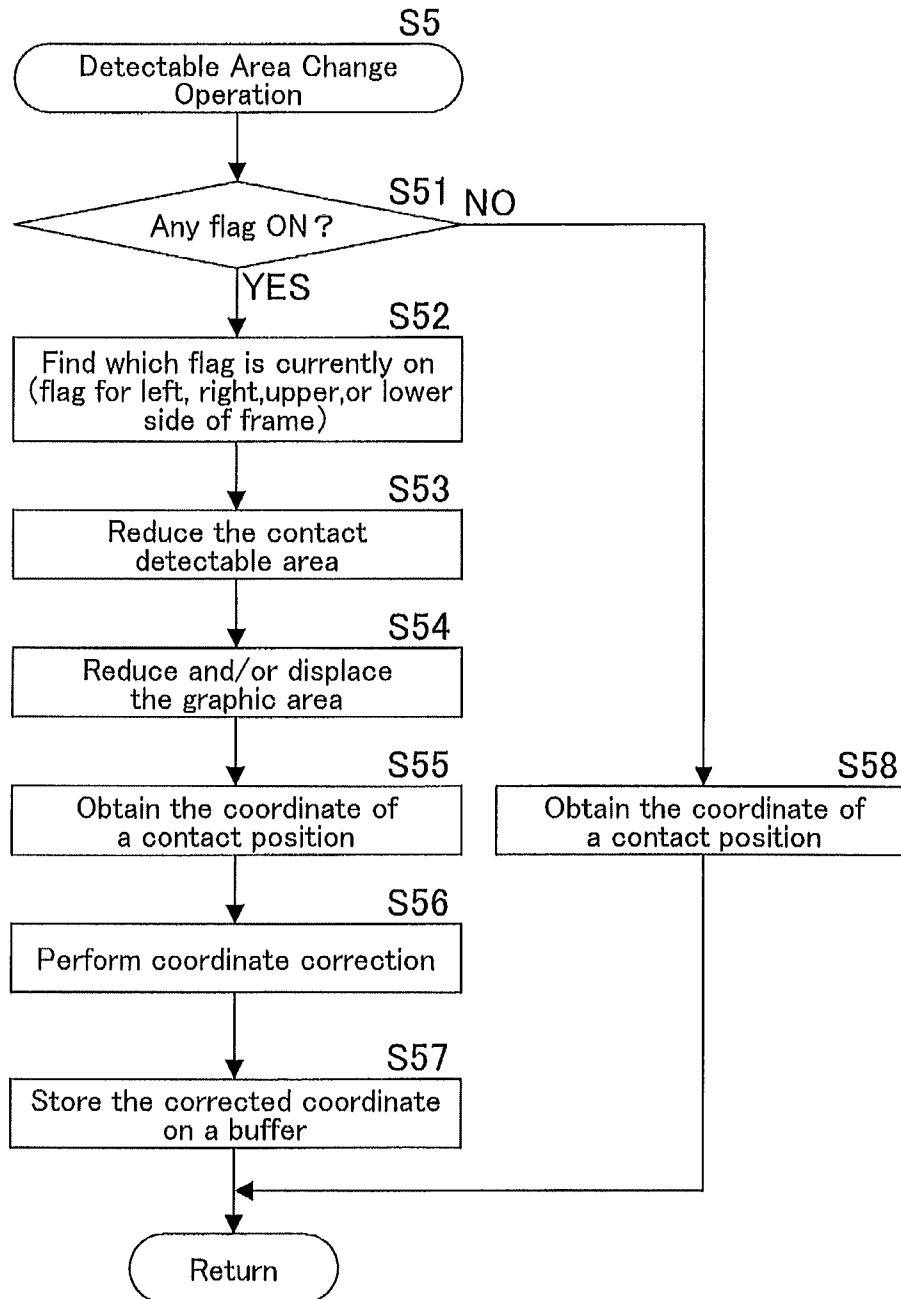 S5
Detectable Area Change
Operation
S51
NO
Any flag ON?
YES
S52
Find which flag is currently on
(flag for left, right,upper,or lower
side of frame)
S53
Reduce the contact
detectable area
S54
Reduce and/or displace
the graphic area
S55
Obtain the coordinate of
a contact position
S58
Obtain the coordinate of
a contact position
S56
Perform coordinate correction
S57
Store the corrected coordinate
on a buffer
Return